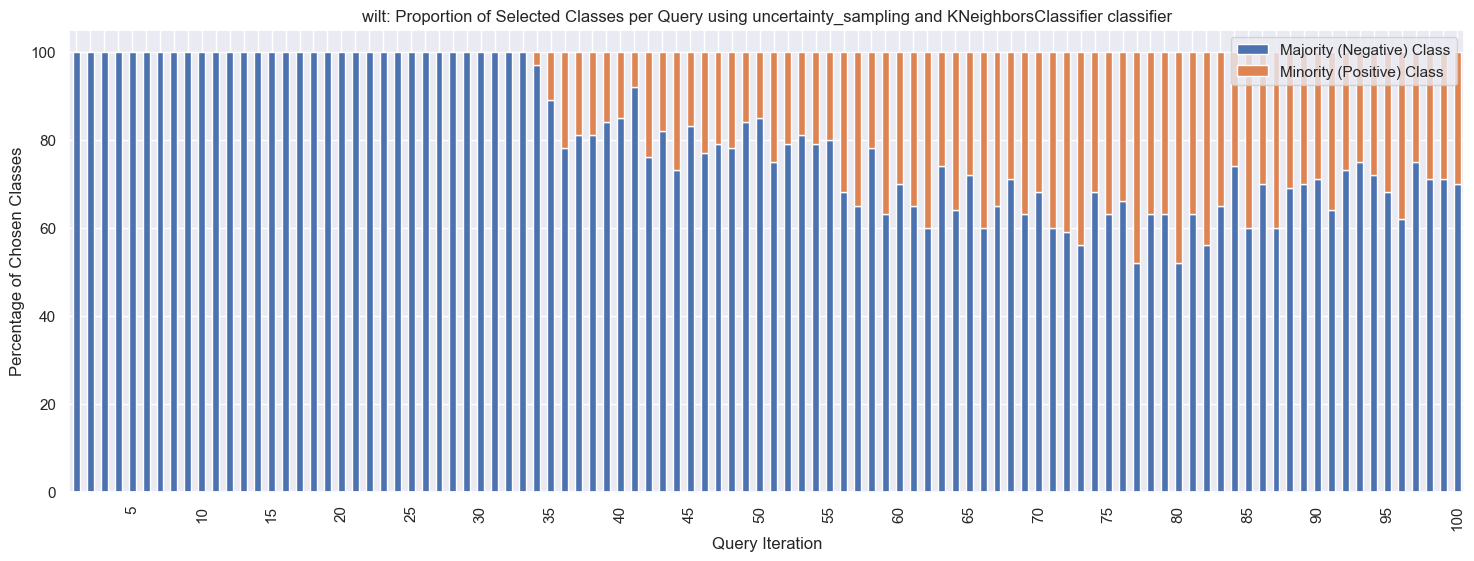 wilt: Proportion of Selected Classes per Query using uncertainty_sampling and KNeighborsClassifier classifier
Majority (Negative) Class
Minority (Positive) Class
Percentage of Chosen Classes
100
80
60
40
20
0
5 10 15 20 25 30 35 40 45 50 55 60 65 70 75 80 85 90 95 100
Query Iteration